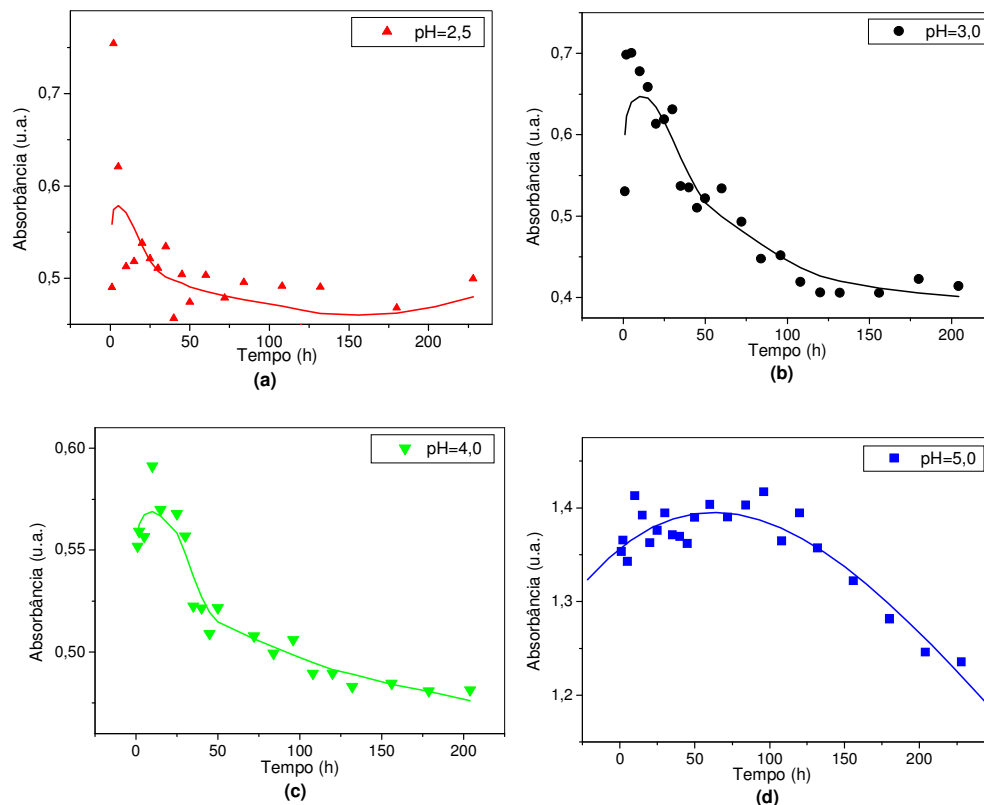 pH=2,5
0,7
0,6
0,5
Absorbância (u.a.)
0 50 100 150 200
Tempo (h)
(a)
pH=3,0
0,7
0,6
0,5
0,4
Absorbância (u.a.)
0 50 100 150 200
Tempo (h)
(b)
pH=4,0
0,60
0,55
0,50
Absorbância (u.a.)
0 50 100 150 200
Tempo (h)
(c)
pH=5,0
1,4
1,3
1,2
Absorbância (u.a.)
0 50 100 150 200
Tempo (h)
(d)